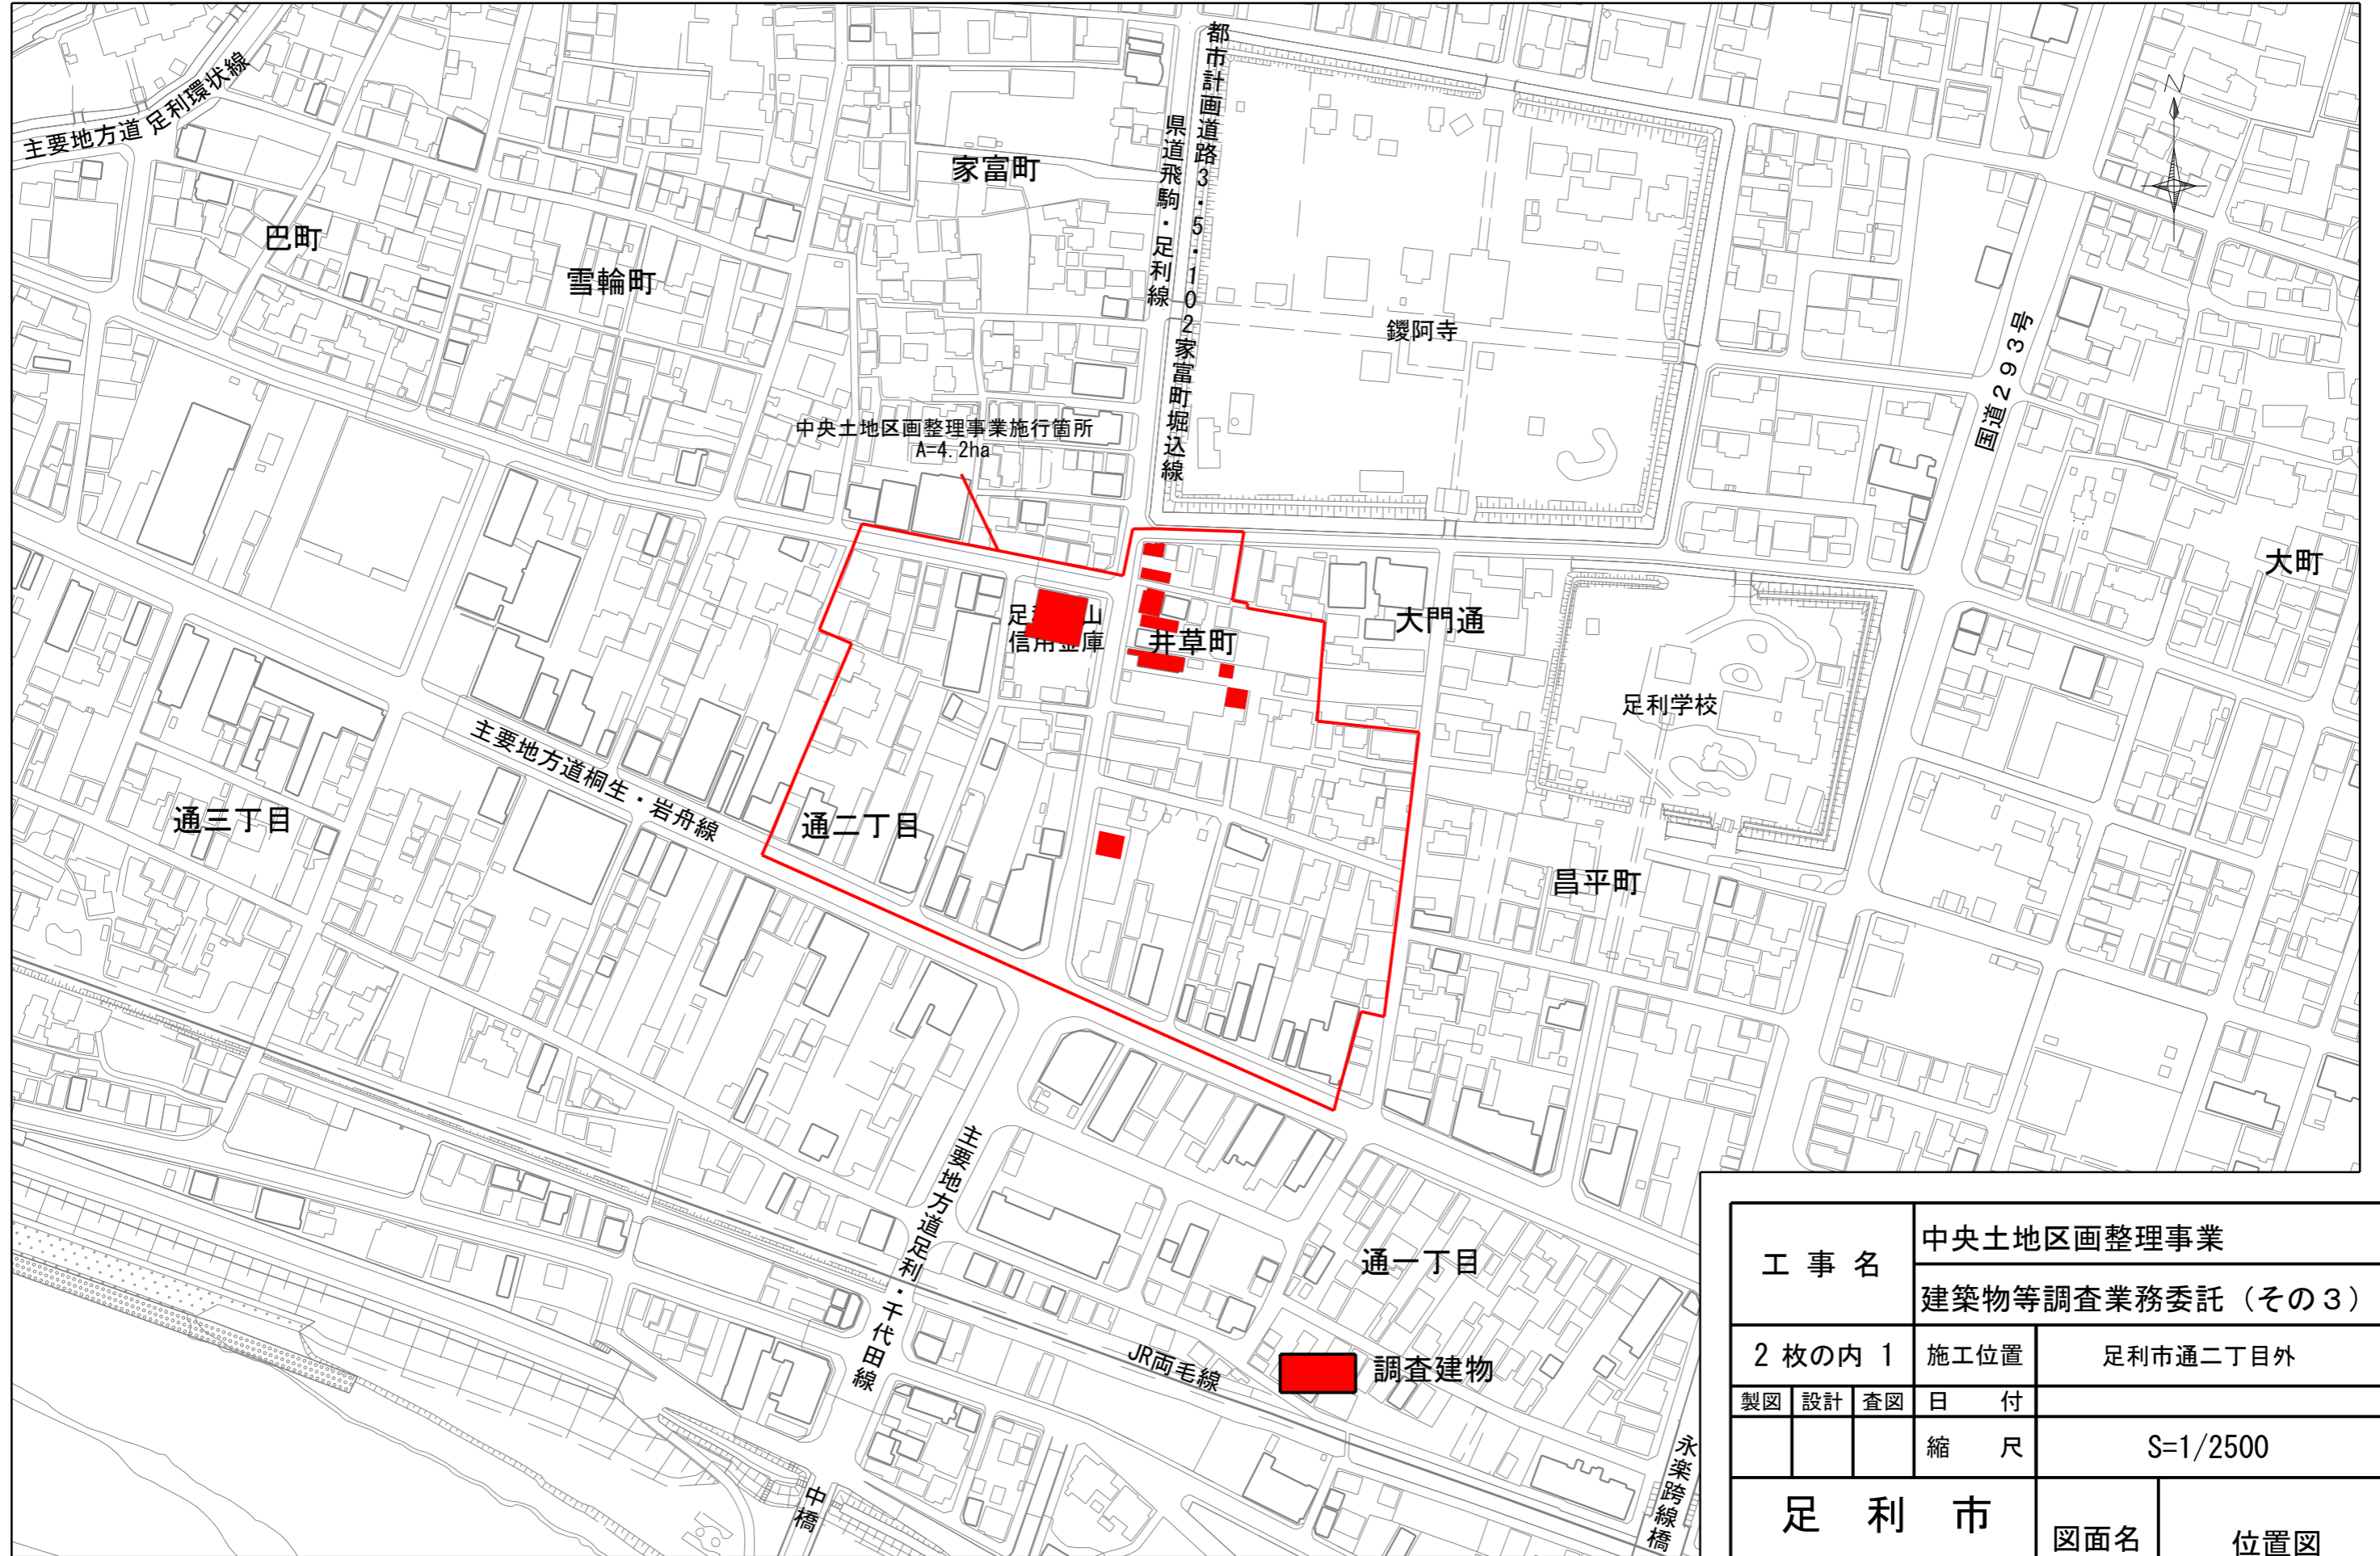 主要地方道 足利環状線
都市計画道路3・5・102家富町堀込線
県道飛駒・足利線
N
家富町
巴町
雪輪町
鑁阿寺
国道293号
中央土地区画整理事業施行箇所
A=4.2ha
大町
足 山
信用金庫
井草町
大門通
足利学校
主要地方道桐生・岩舟線
通三丁目
通二丁目
昌平町
主要地方道足利・千代田線
通一丁目
JR両毛線
調査建物
中橋
永楽跨線橋
工事名
中央土地区画整理事業
建築物等調査業務委託（その3）
2枚の内 1
施工位置
足利市通二丁目外
製図 設計 査図
日 付
縮 尺
S=1/2500
足利市
図面名
位置図